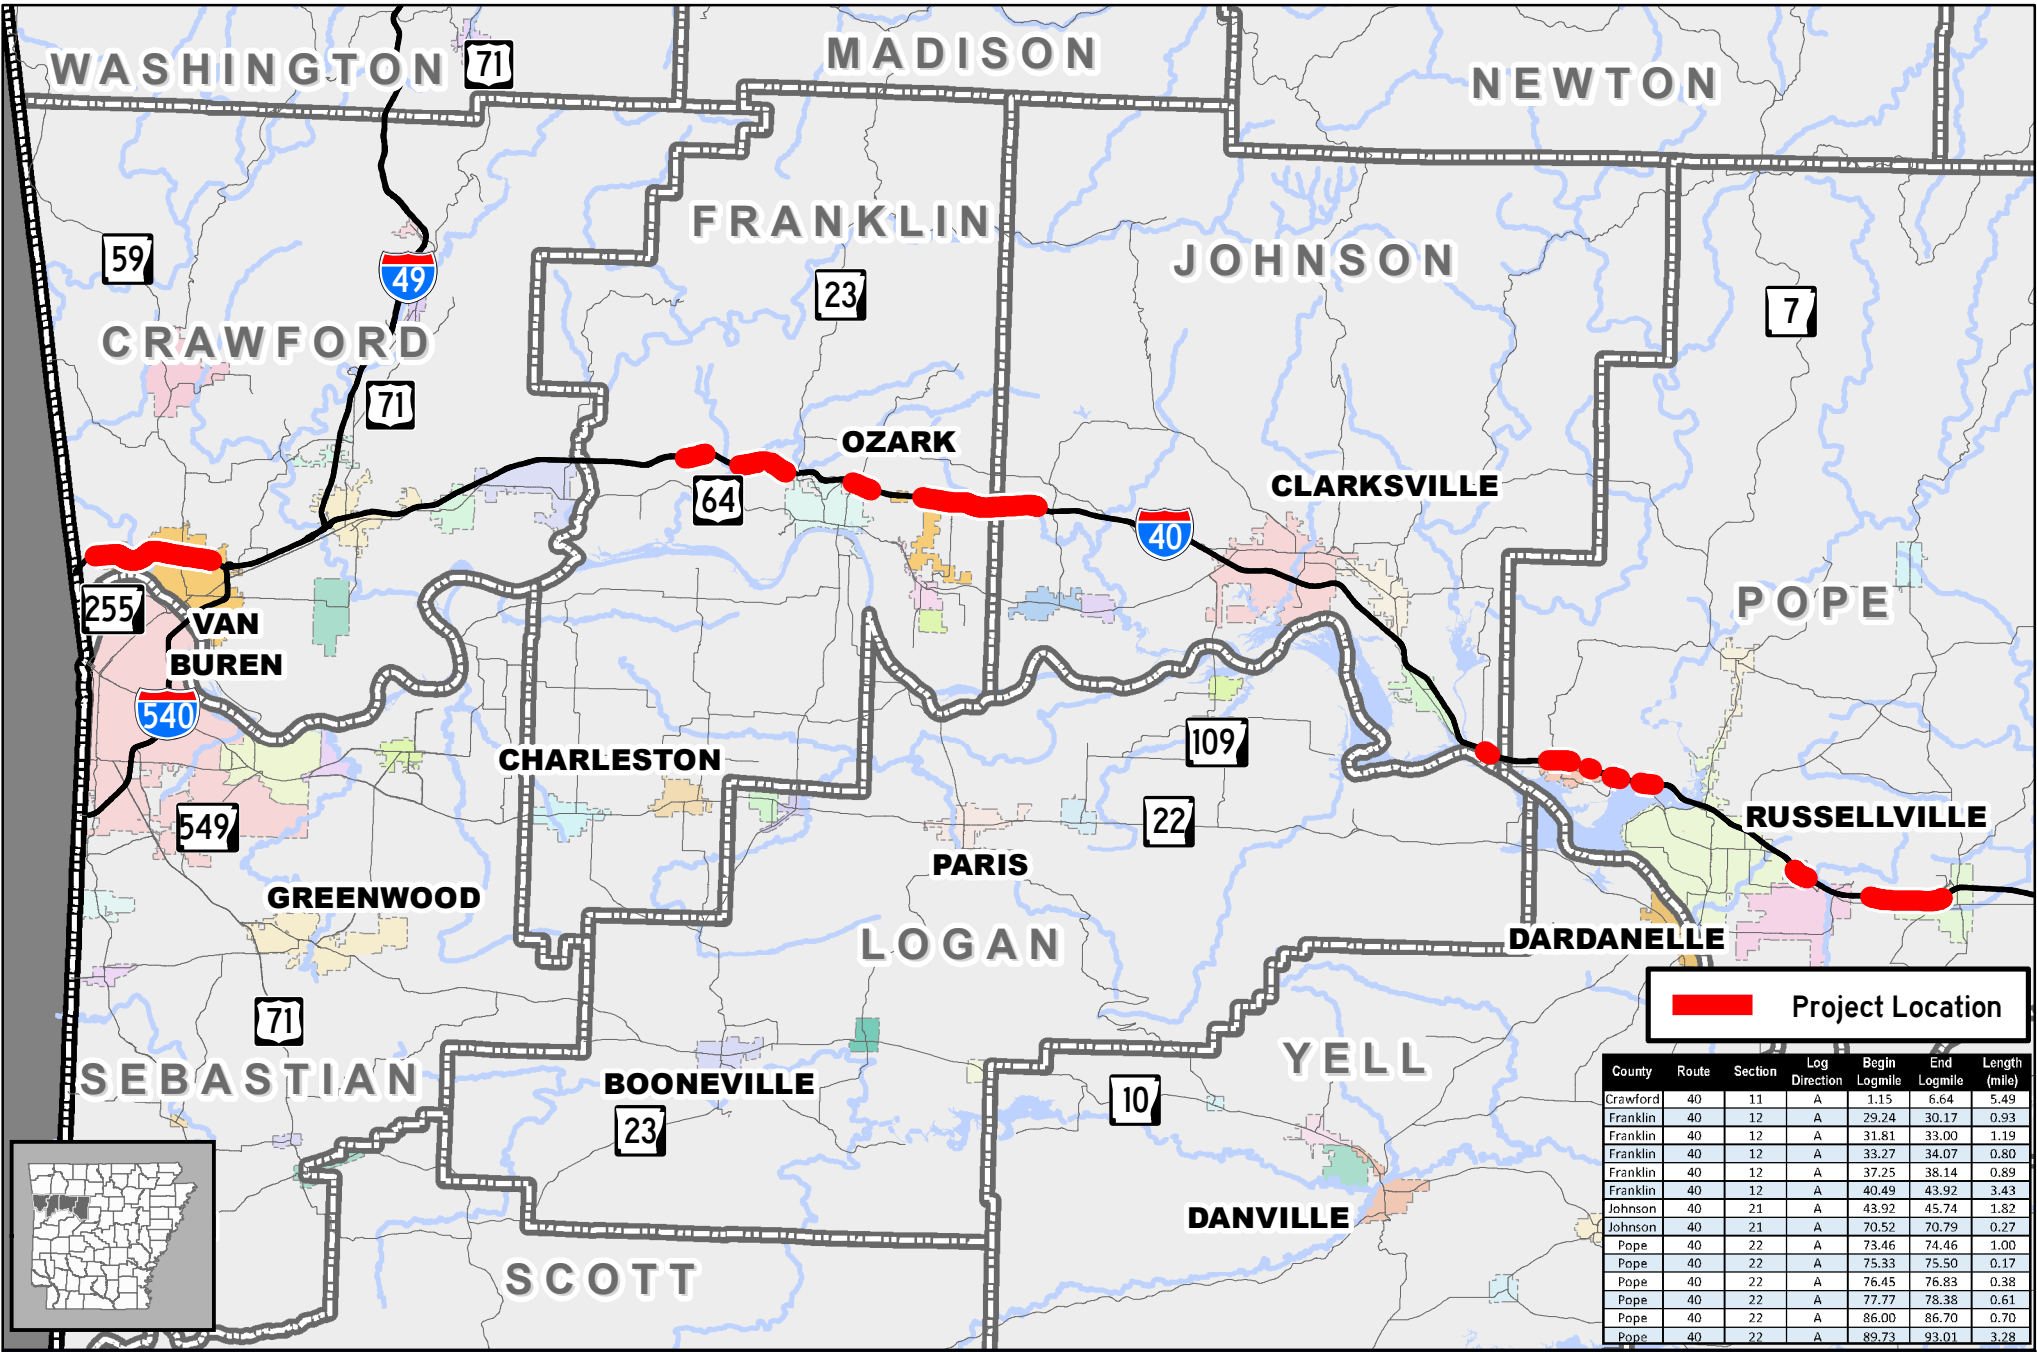 WASHINGTON
71
MADISON
NEWTON
59
49
FRANKLIN
23
JOHNSON
7
CRAWFORD
71
OZARK
64
CLARKSVILLE
40
255
VAN
BUREN
540
POPE
CHARLESTON
109
549
22
RUSSELLVILLE
GREENWOOD
PARIS
LOGAN
DARDANELLE
71
Project Location
SEBASTIAN
BOONEVILLE
23
YELL
10
DANVILLE
SCOTT
County Route Section Log Direction Begin Logmile End Logmile Length (mile)
Crawford 40 11 A 1.15 6.64 5.49
Franklin 40 12 A 29.24 30.17 0.93
Franklin 40 12 A 31.81 33.00 1.19
Franklin 40 12 A 33.27 34.07 0.80
Franklin 40 12 A 37.25 38.14 0.89
Franklin 40 12 A 40.49 43.92 3.43
Johnson 40 21 A 43.92 45.74 1.82
Johnson 40 21 A 70.52 70.79 0.27
Pope 40 22 A 73.46 74.46 1.00
Pope 40 22 A 75.33 75.50 0.17
Pope 40 22 A 76.45 76.83 0.38
Pope 40 22 A 77.77 78.38 0.61
Pope 40 22 A 86.00 86.70 0.70
Pope 40 22 A 89.73 93.01 3.28